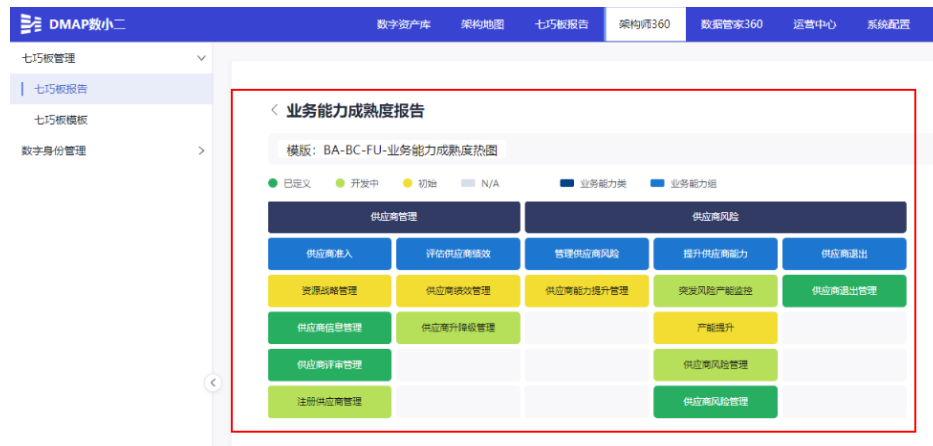 DMAP数小二 数字资产库 架构地图 七巧板报告 架构师360 数据管家360 运营中心 系统配置
七巧板管理
七巧板报告
七巧板模板
数字身份管理
业务能力成熟度报告
模版：BA-BC-FU-业务能力成熟度热图
已定义 开发中 初始 N/A 业务能力类 业务能力组
供应商管理 供应商风险
供应商准入 评估供应商绩效 管理供应商风险 提升供应商能力 供应商退出
资源战略管理 供应商绩效管理 供应商能力提升管理 突发风险产能监控 供应商退出管理
供应商信息管理 供应商升降级管理 产能提升
供应商评审管理 供应商风险管理
注册供应商管理 供应商风险管理